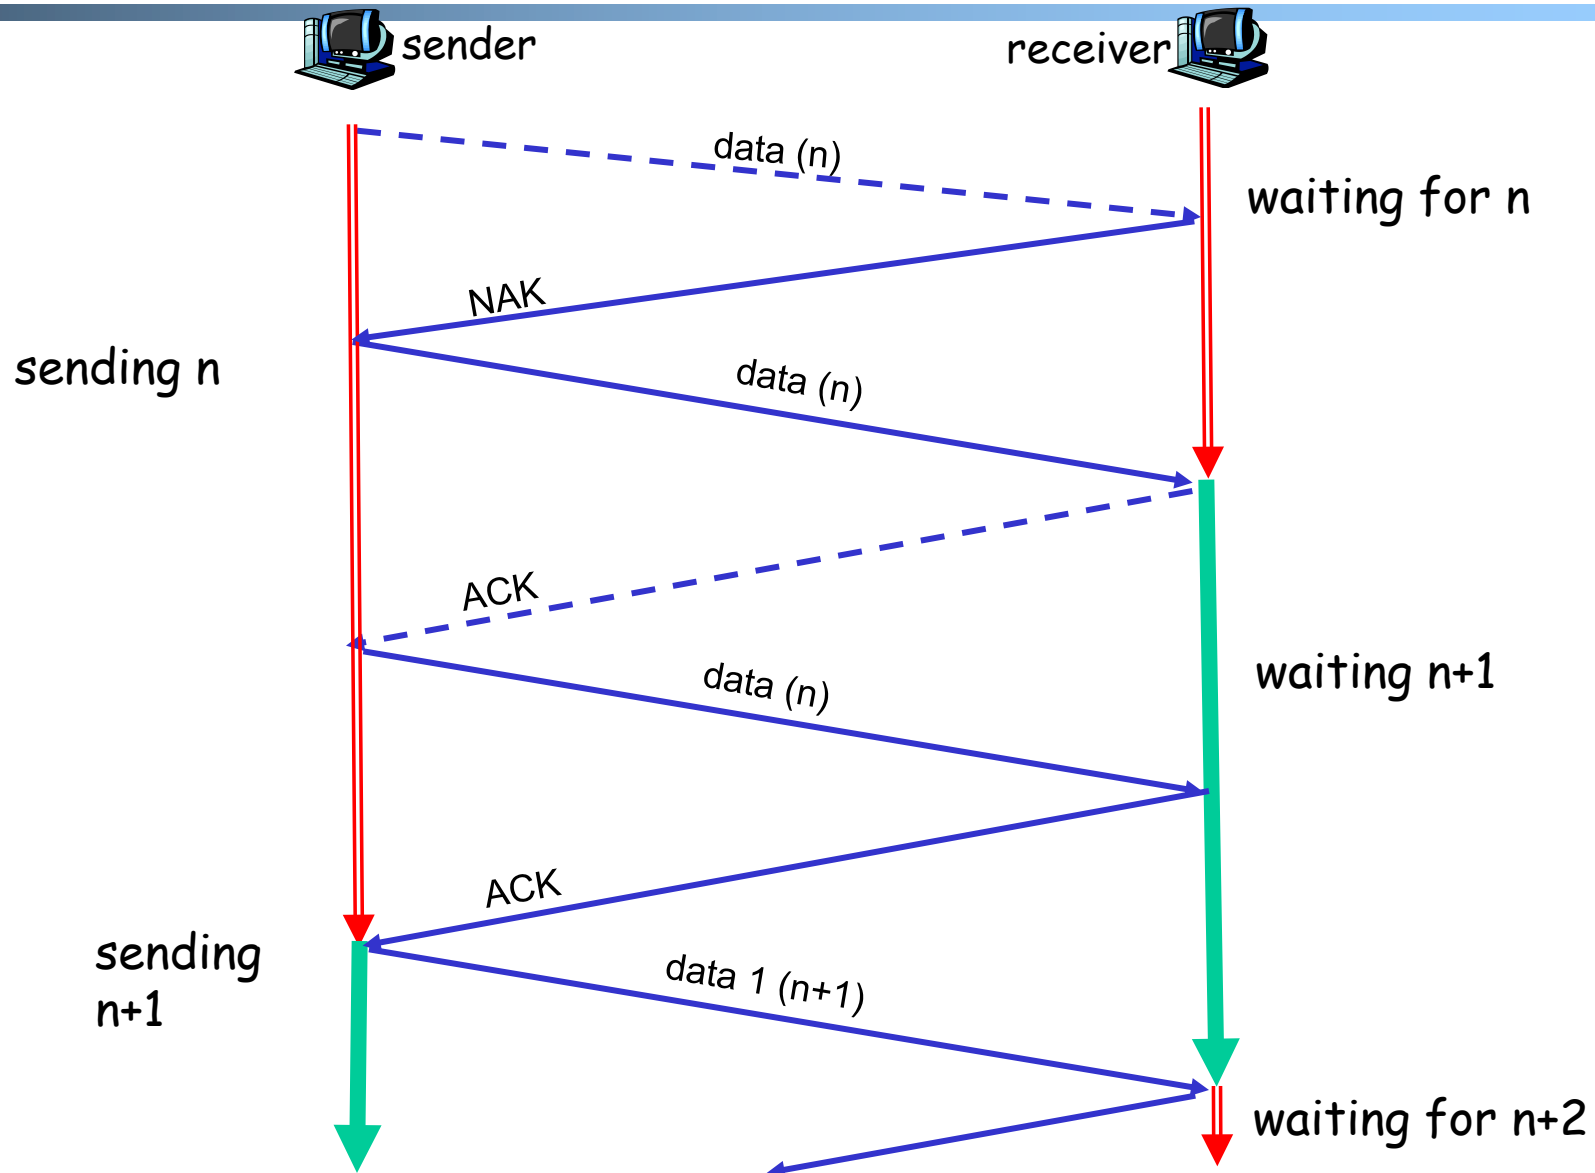 sender
receiver
data (n)
waiting for n
NAK
sending n
data (n)
ACK
waiting n+1
data (n)
ACK
sending
n+1
data 1 (n+1)
waiting for n+2